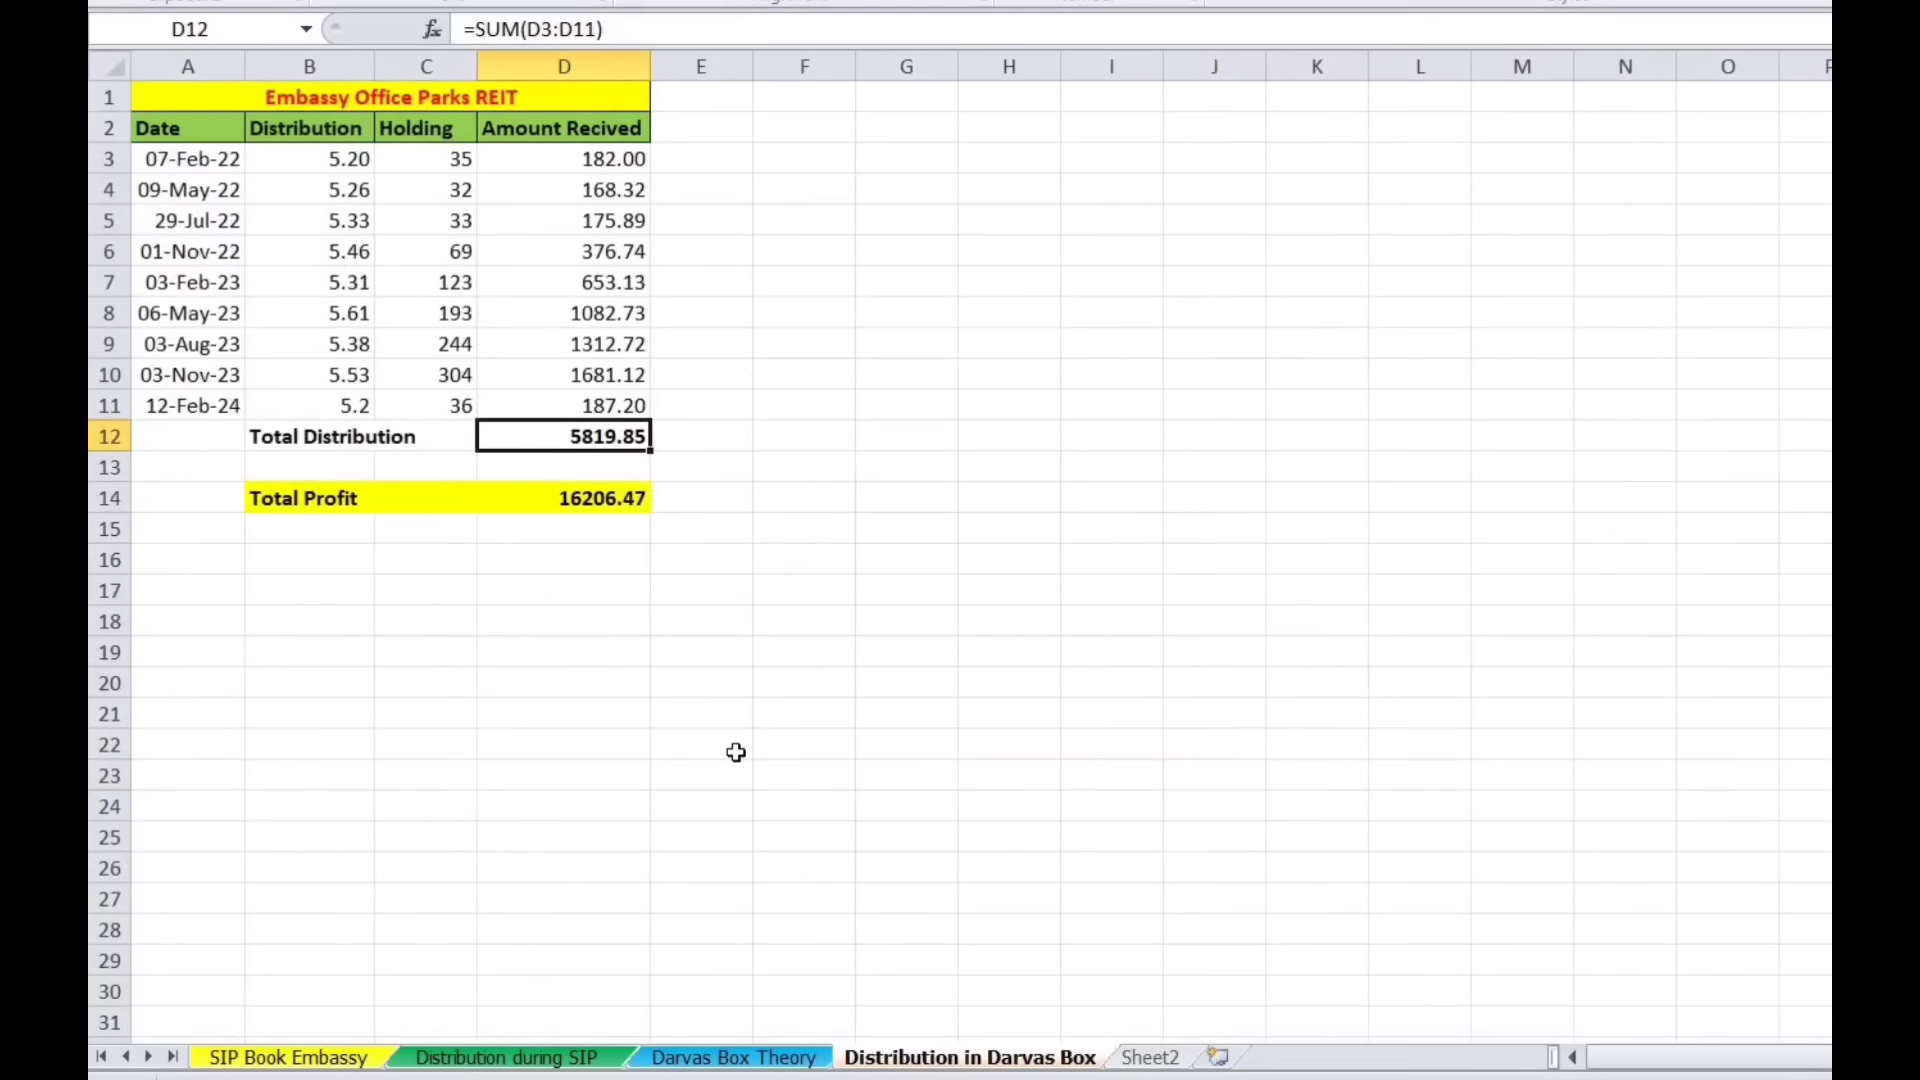 D12 fx =SUM(D3:D11)
A B C D E F G H I J K L M N O
1 Embassy Office Parks REIT
2 Date Distribution Holding Amount Recived
3 07-Feb-22 5.20 35 182.00
4 09-May-22 5.26 32 168.32
5 29-Jul-22 5.33 33 175.89
6 01-Nov-22 5.46 69 376.74
7 03-Feb-23 5.31 123 653.13
8 06-May-23 5.61 193 1082.73
9 03-Aug-23 5.38 244 1312.72
10 03-Nov-23 5.53 304 1681.12
11 12-Feb-24 5.2 36 187.20
12 Total Distribution 5819.85
13
14 Total Profit 16206.47
15
16
17
18
19
20
21
22
23
24
25
26
27
28
29
30
31
SIP Book Embassy Distribution during SIP Darvas Box Theory Distribution in Darvas Box Sheet2